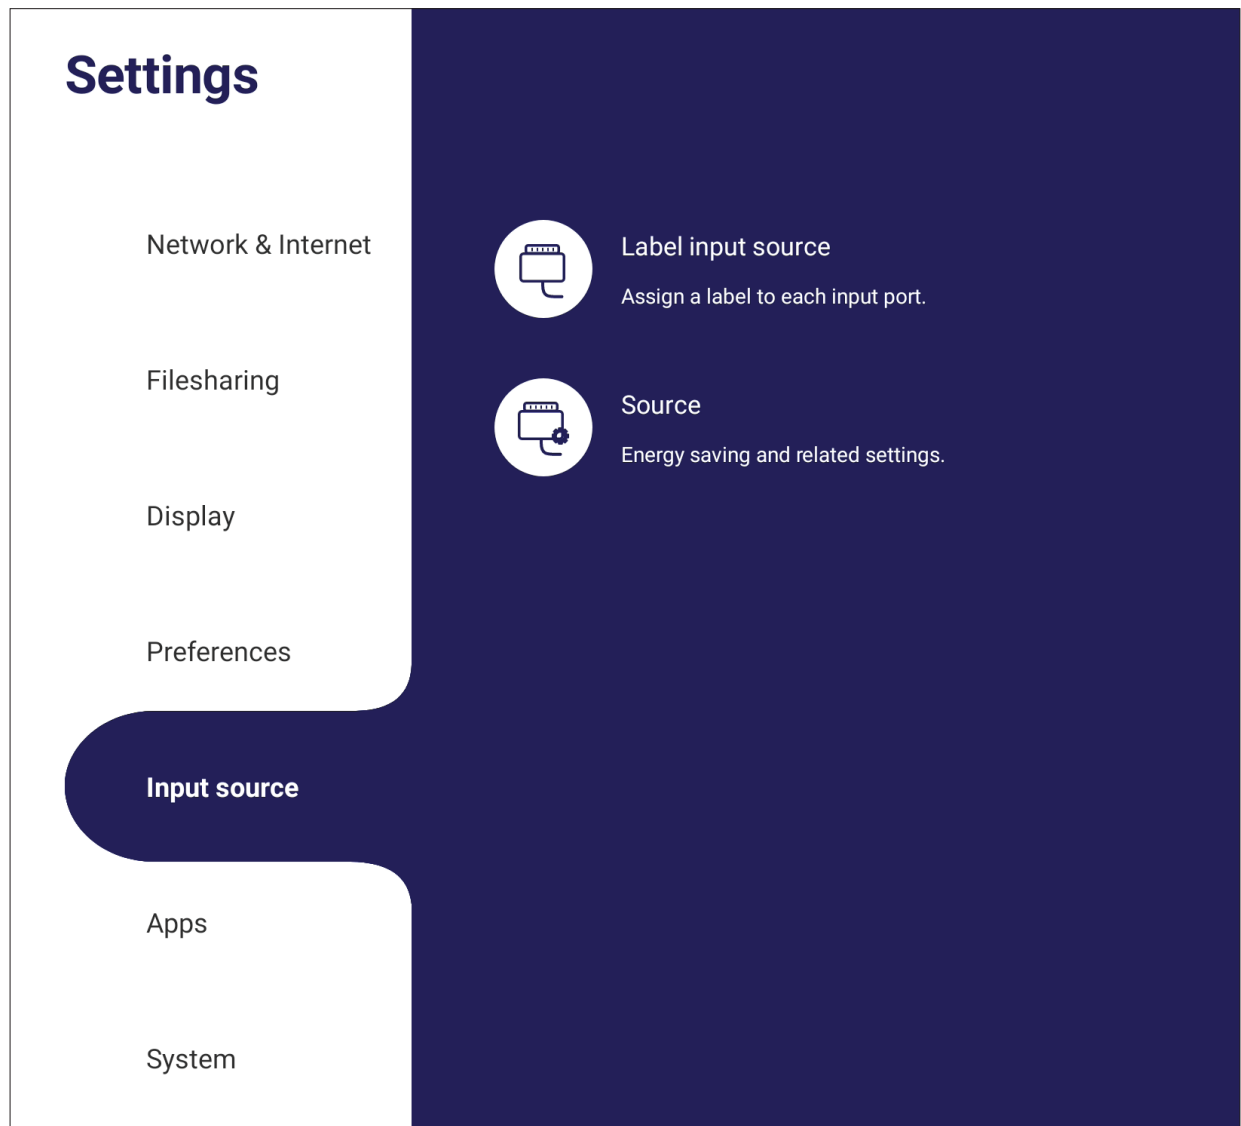 Settings
Network & Internet
Filesharing
Display
Preferences
Input source
Apps
System
Label input source
Assign a label to each input port.
Source
Energy saving and related settings.